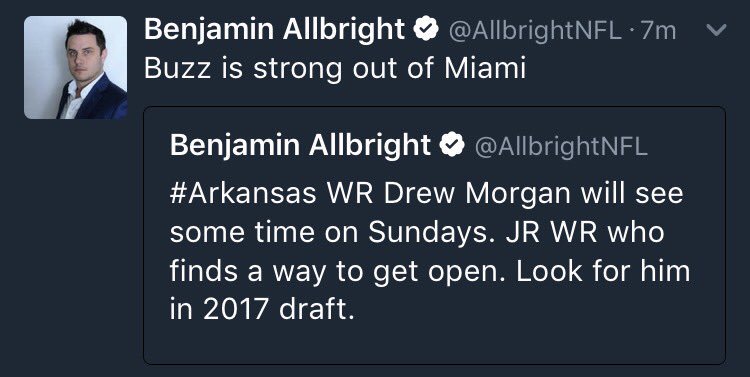 Benjamin Allbright @AllbrightNFL · 7m
Buzz is strong out of Miami
Benjamin Allbright @AllbrightNFL
#Arkansas WR Drew Morgan will see
some time on Sundays. JR WR who
finds a way to get open. Look for him
in 2017 draft.